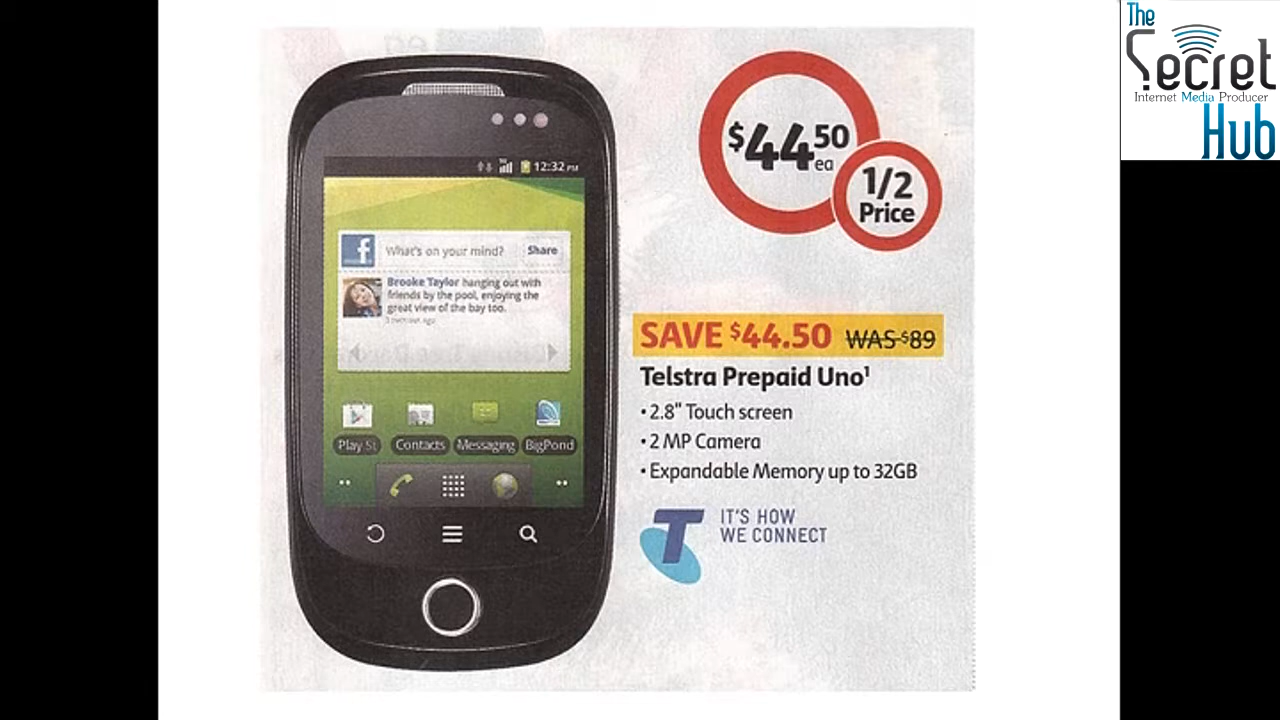 The
Secret
Internet Media Producer
Hub
$44.50
ea
1/2
Price
12:32 PM
What's on your mind? Share
Brooke Taylor hanging out with
friends by the pool, enjoying the
great view of the bay too.
Play St Contacts Messaging BigPond
SAVE $44.50 WAS $89
Telstra Prepaid Uno¹
• 2.8" Touch screen
• 2 MP Camera
• Expandable Memory up to 32GB
T IT'S HOW
WE CONNECT